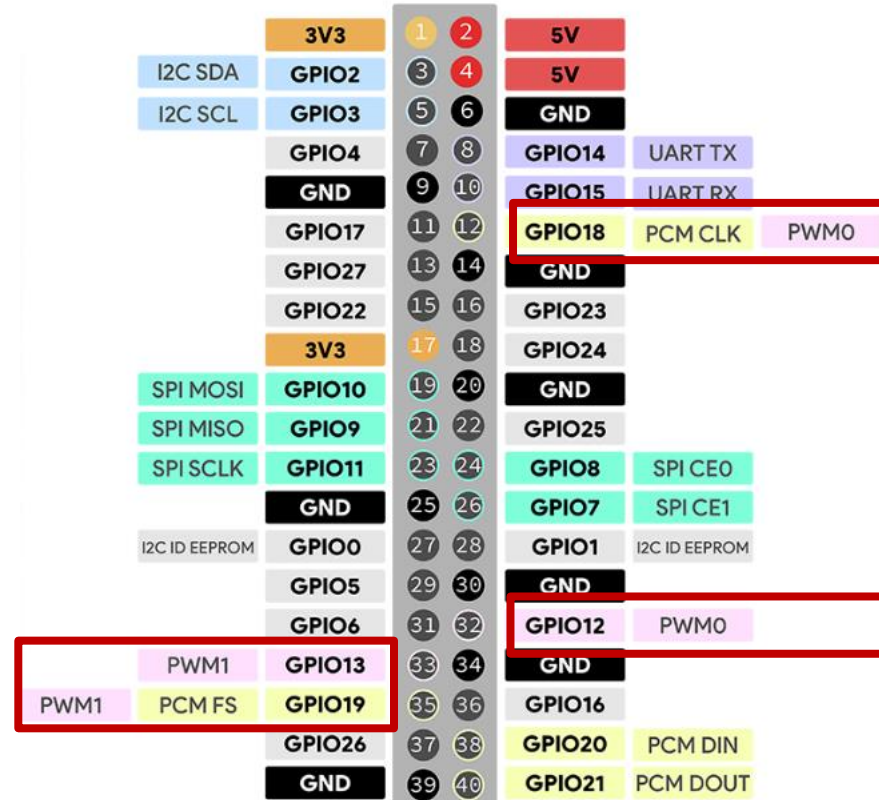 3V3 1 2 5V
I2C SDA GPIO2 3 4 5V
I2C SCL GPIO3 5 6 GND
GPIO4 7 8 GPIO14 UART TX
GND 9 10 GPIO15 UART RX
GPIO17 11 12 GPIO18 PCM CLK PWM0
GPIO27 13 14 GND
GPIO22 15 16 GPIO23
3V3 17 18 GPIO24
SPI MOSI GPIO10 19 20 GND
SPI MISO GPIO9 21 22 GPIO25
SPI SCLK GPIO11 23 24 GPIO8 SPI CE0
GND 25 26 GPIO7 SPI CE1
I2C ID EEPROM GPIO0 27 28 GPIO1 I2C ID EEPROM
GPIO5 29 30 GND
GPIO6 31 32 GPIO12 PWM0
PWM1 GPIO13 33 34 GND
PWM1 PCM FS GPIO19 35 36 GPIO16
GPIO26 37 38 GPIO20 PCM DIN
GND 39 40 GPIO21 PCM DOUT